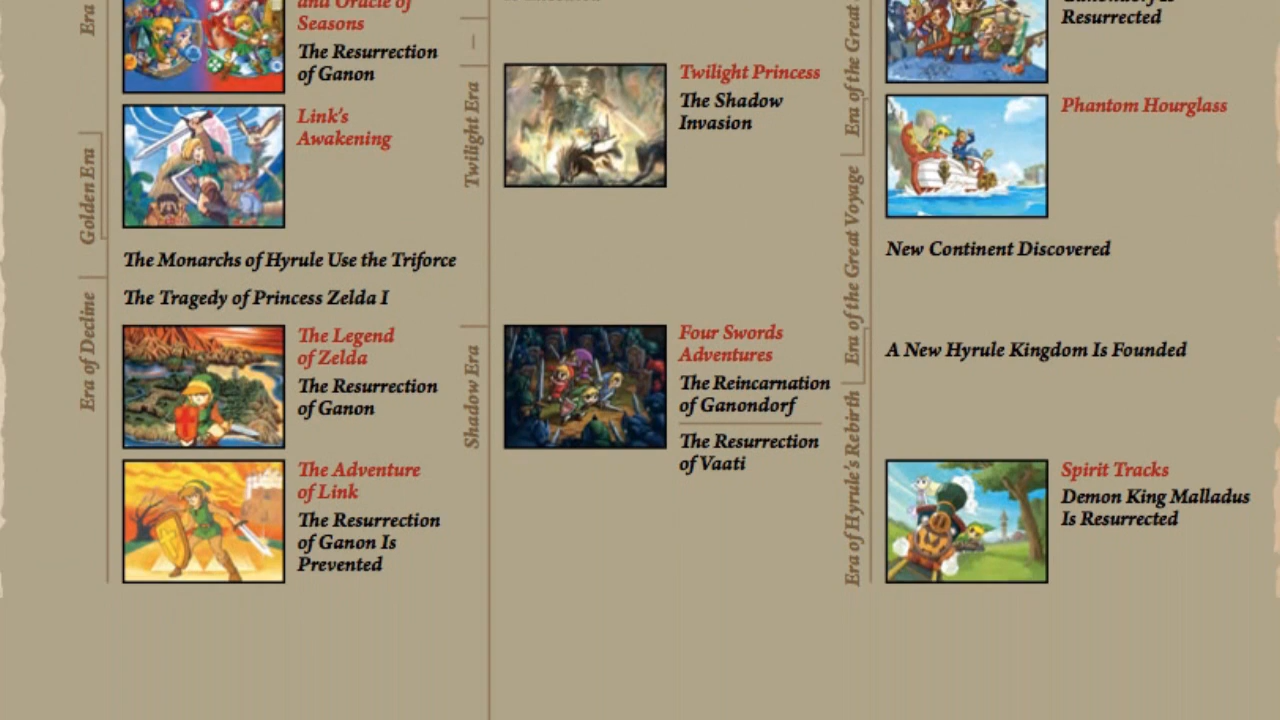 Era
and Oracle of
Seasons
The Resurrection
of Ganon
Link's
Awakening
Golden Era
The Monarchs of Hyrule Use the Triforce
The Tragedy of Princess Zelda I
Era of Decline
The Legend
of Zelda
The Resurrection
of Ganon
The Adventure
of Link
The Resurrection
of Ganon Is
Prevented
Twilight Era
Twilight Princess
The Shadow
Invasion
Shadow Era
Four Swords
Adventures
The Reincarnation
of Ganondorf
The Resurrection
of Vaati
Era of the Great
Resurrected
Phantom Hourglass
Era of the Great Voyage
New Continent Discovered
A New Hyrule Kingdom Is Founded
Era of Hyrule's Rebirth
Spirit Tracks
Demon King Malladus
Is Resurrected